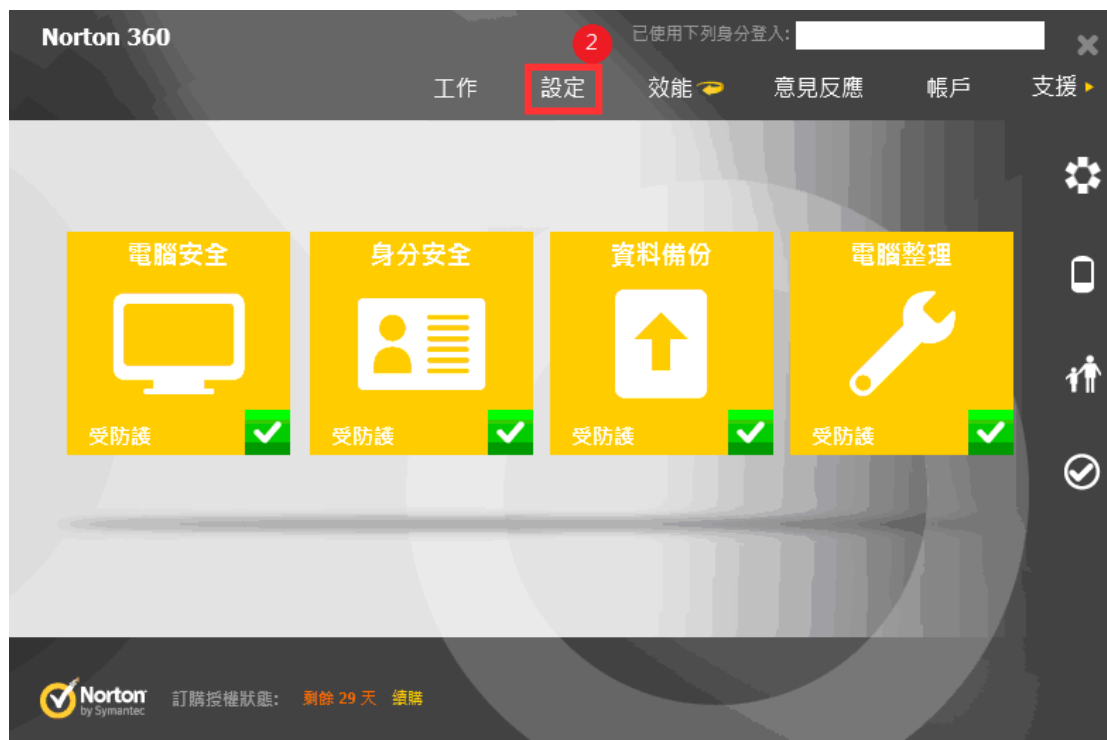 Norton 360
2
已使用下列身分登入:
工作 設定 效能 意見反應 帳戶 支援
電腦安全 身分安全 資料備份 電腦整理
受防護 受防護 受防護 受防護
Norton
by Symantec
訂購授權狀態: 剩餘 29 天 續購